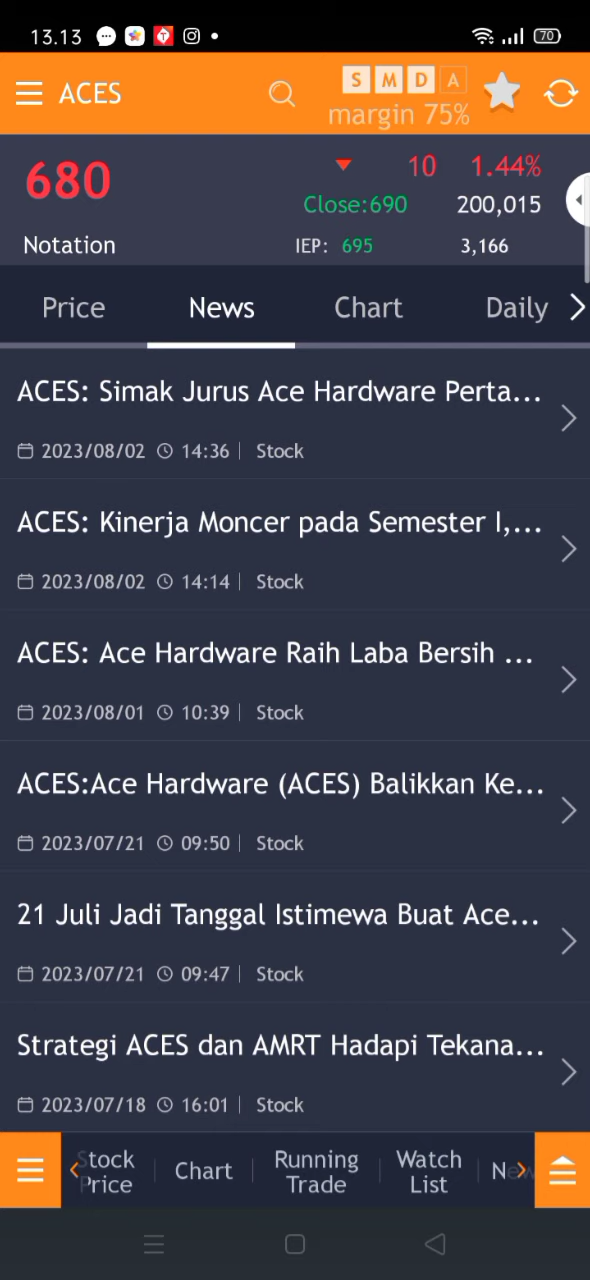 13.13
70
ACES
S M D A
margin 75%
680
10 1.44%
Close:690 200,015
Notation
IEP: 695 3,166
Price News Chart Daily
ACES: Simak Jurus Ace Hardware Perta...
2023/08/02 14:36 | Stock
ACES: Kinerja Moncer pada Semester I,...
2023/08/02 14:14 | Stock
ACES: Ace Hardware Raih Laba Bersih ...
2023/08/01 10:39 | Stock
ACES:Ace Hardware (ACES) Balikkan Ke...
2023/07/21 09:50 | Stock
21 Juli Jadi Tanggal Istimewa Buat Ace...
2023/07/21 09:47 | Stock
Strategi ACES dan AMRT Hadapi Tekana...
2023/07/18 16:01 | Stock
Stock Price
Chart
Running Trade
Watch List
New